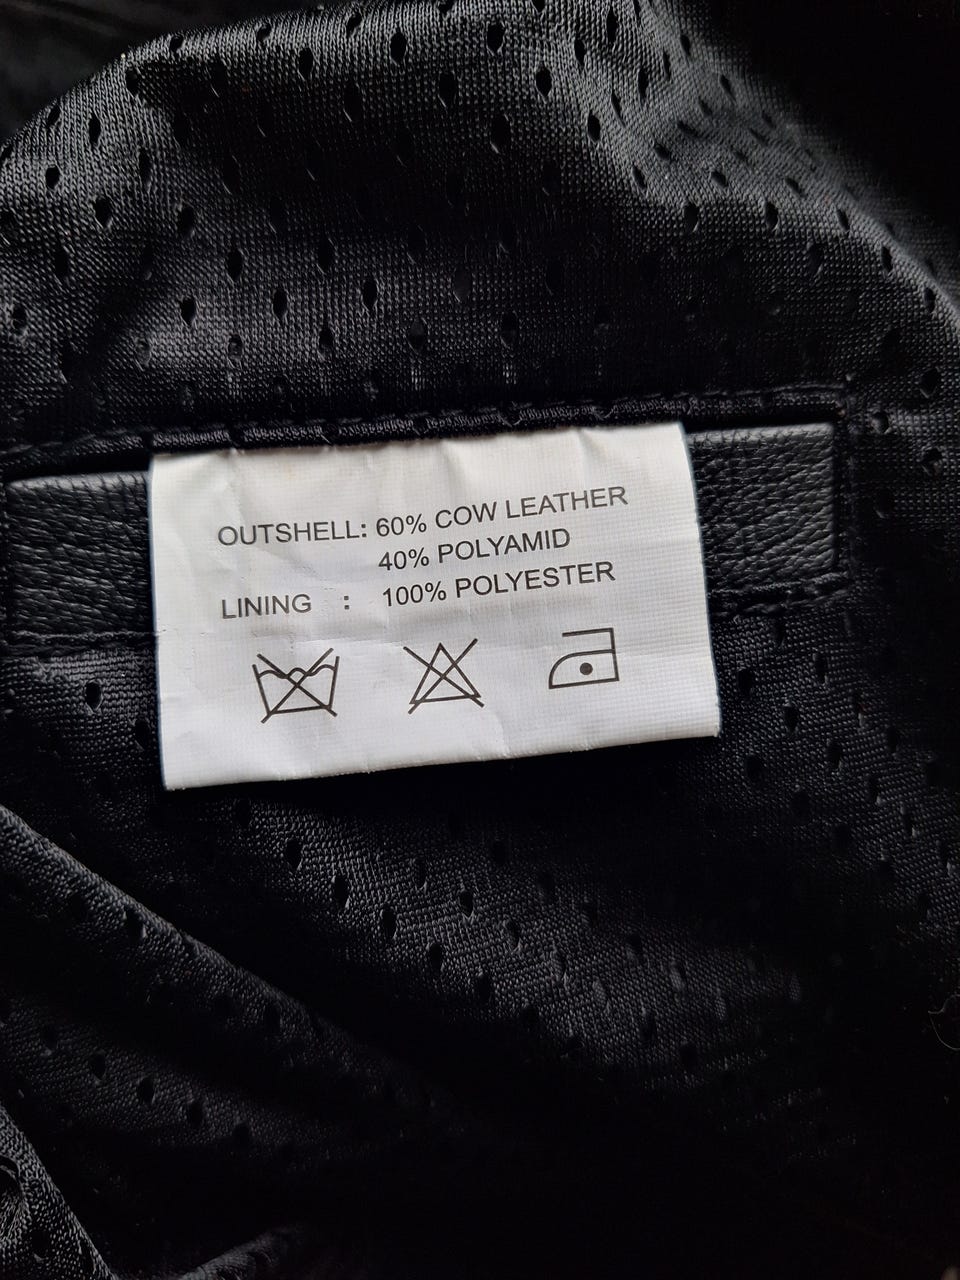 OUTSHELL: 60% COW LEATHER
40% POLYAMID
LINING : 100% POLYESTER